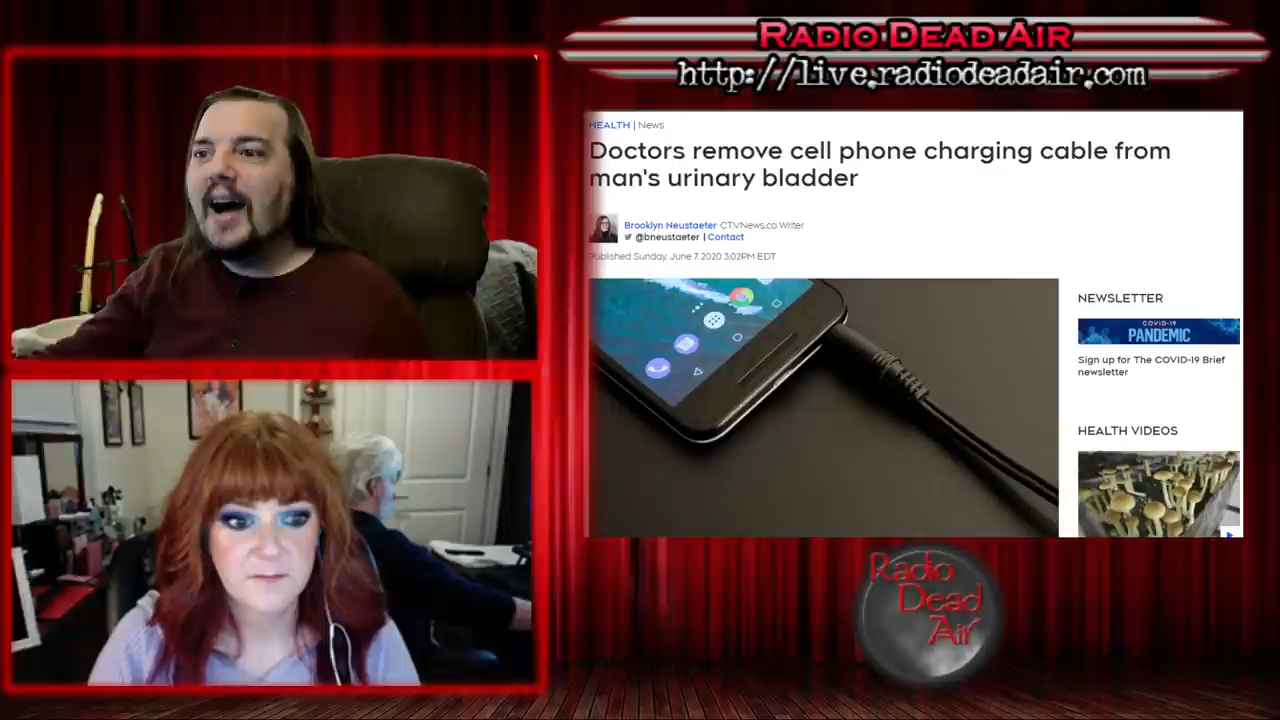 RADIO DEAD AIR
http://live.radiodeadair.com
HEALTH | News
Doctors remove cell phone charging cable from
man's urinary bladder
Brooklyn Neustaeter CTVNews.ca Writer
@bneustaeter | Contact
Published Sunday, June 7, 2020 3:02PM EDT
NEWSLETTER
COVID-19
PANDEMIC
Sign up for The COVID-19 Brief
newsletter
HEALTH VIDEOS
Radio
Dead
Air